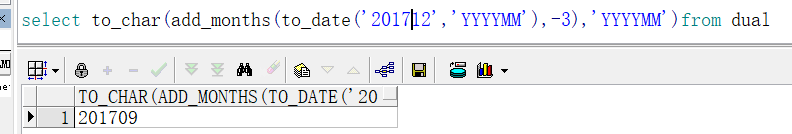 select to_char(add_months(to_date('201712','YYYYMM'),-3),'YYYYMM')from dual
TO_CHAR(ADD_MONTHS(TO_DATE('20
1 201709